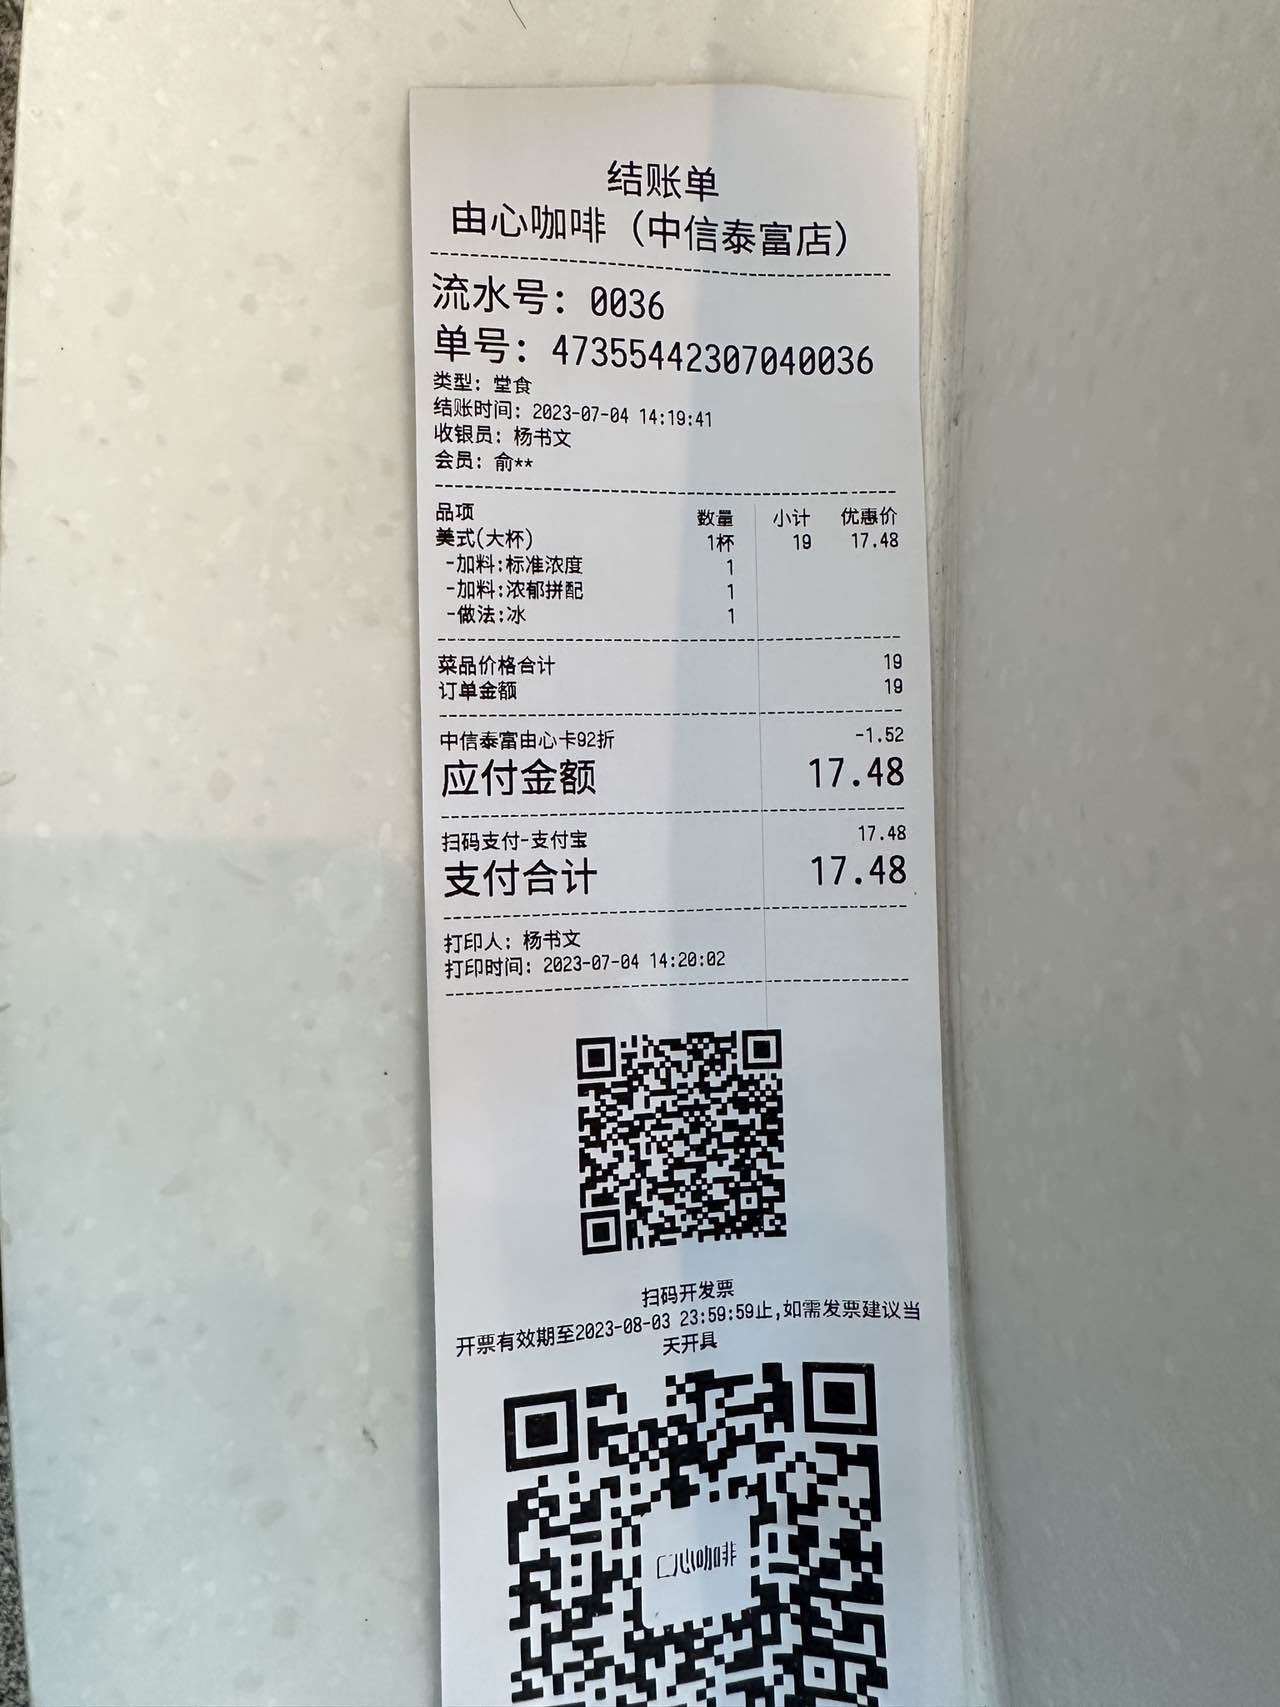 结账单
由心咖啡（中信泰富店）
流水号：0036
单号：47355442307040036
类型：堂食
结账时间：2023-07-04 14:19:41
收银员：杨书文
会员：俞**
品项 数量 小计 优惠价
美式(大杯) 1杯 19 17.48
-加料:标准浓度 1
-加料:浓郁拼配 1
-做法:冰 1
菜品价格合计 19
订单金额 19
中信泰富由心卡92折 -1.52
应付金额 17.48
扫码支付-支付宝 17.48
支付合计 17.48
打印人：杨书文
打印时间：2023-07-04 14:20:02
扫码开发票
开票有效期至2023-08-03 23:59:59止,如需发票建议当
天开具
心咖啡